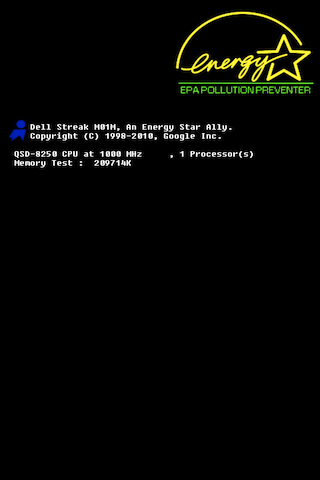 energy
EPA POLLUTION PREVENTER
Dell Streak M01M, An Energy Star Ally.
Copyright (C) 1990-2010, Google Inc.
QSD-8250 CPU at 1000 MHz , 1 Processor(s)
Memory Test : 209714K